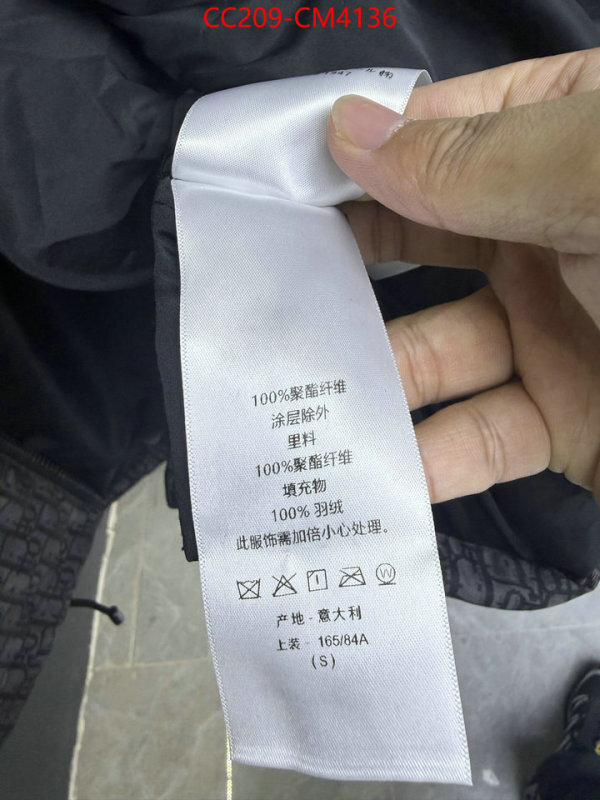 CC209-CM4136
100%聚酯纤维
涂层除外
里料
100%聚酯纤维
填充物
100% 羽绒
此服饰需加倍小心处理。
W
产地 - 意大利
上装 - 165/84A
(S)